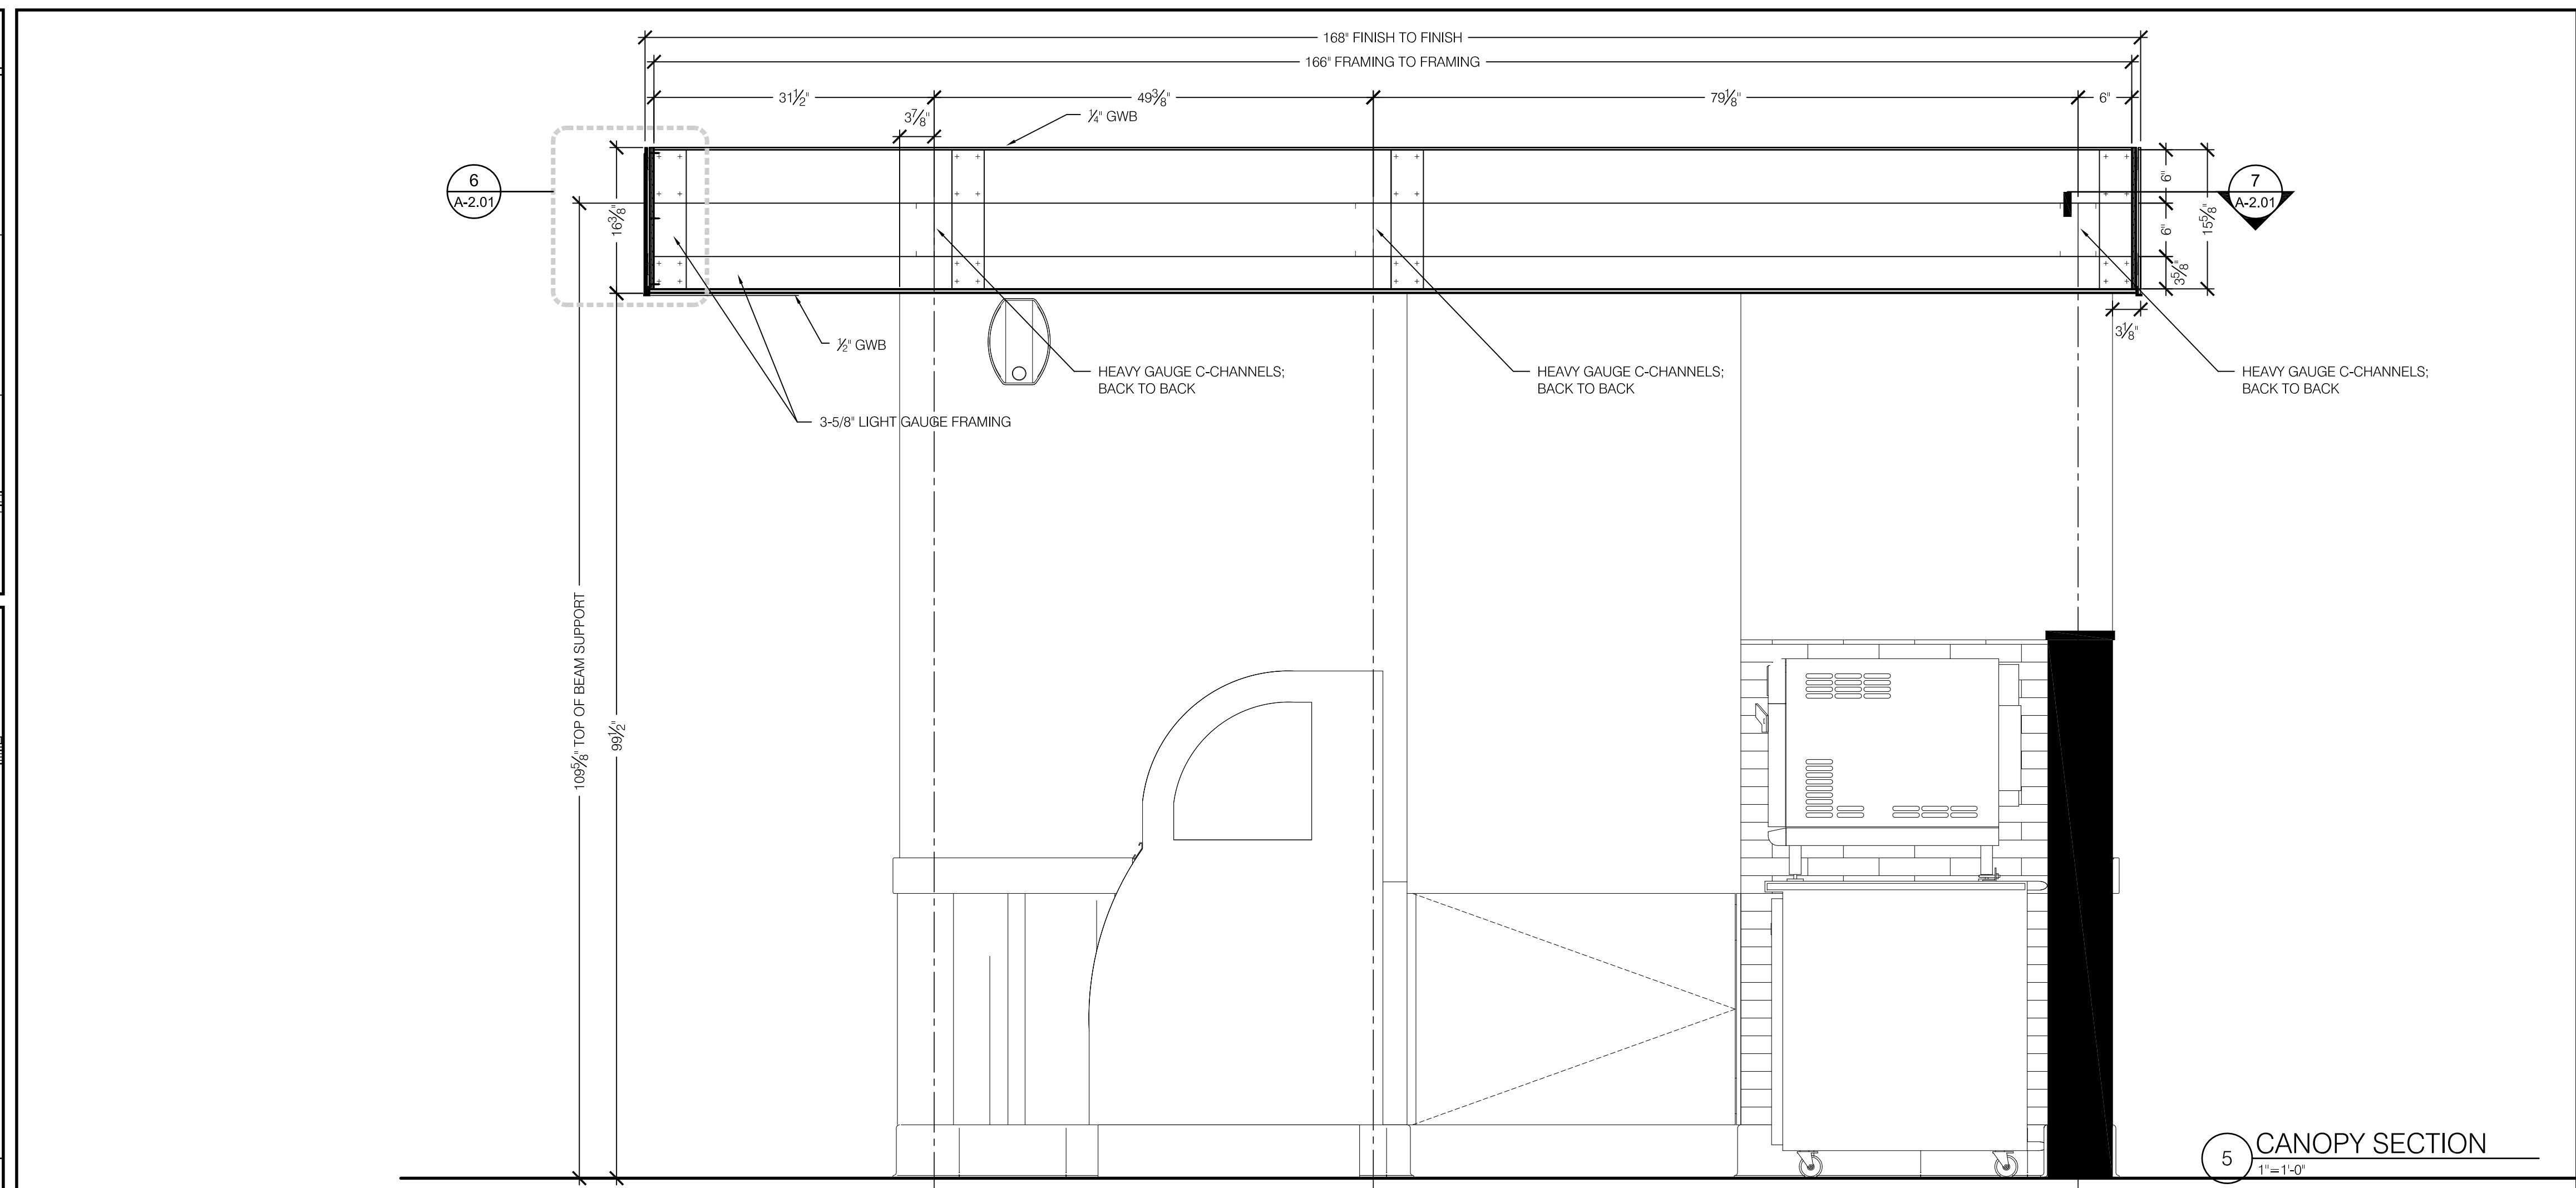 168" FINISH TO FINISH
166" FRAMING TO FRAMING
31½"
49⅜"
79⅛"
6"
3⅞"
¼" GWB
6
A-2.01
16⅜"
6"
6"
3⅝"
15⅝"
7
A-2.01
3⅛"
½" GWB
HEAVY GAUGE C-CHANNELS;
BACK TO BACK
HEAVY GAUGE C-CHANNELS;
BACK TO BACK
HEAVY GAUGE C-CHANNELS;
BACK TO BACK
3-5/8" LIGHT GAUGE FRAMING
109⅝" TOP OF BEAM SUPPORT
99½"
5
CANOPY SECTION
1"=1'-0"